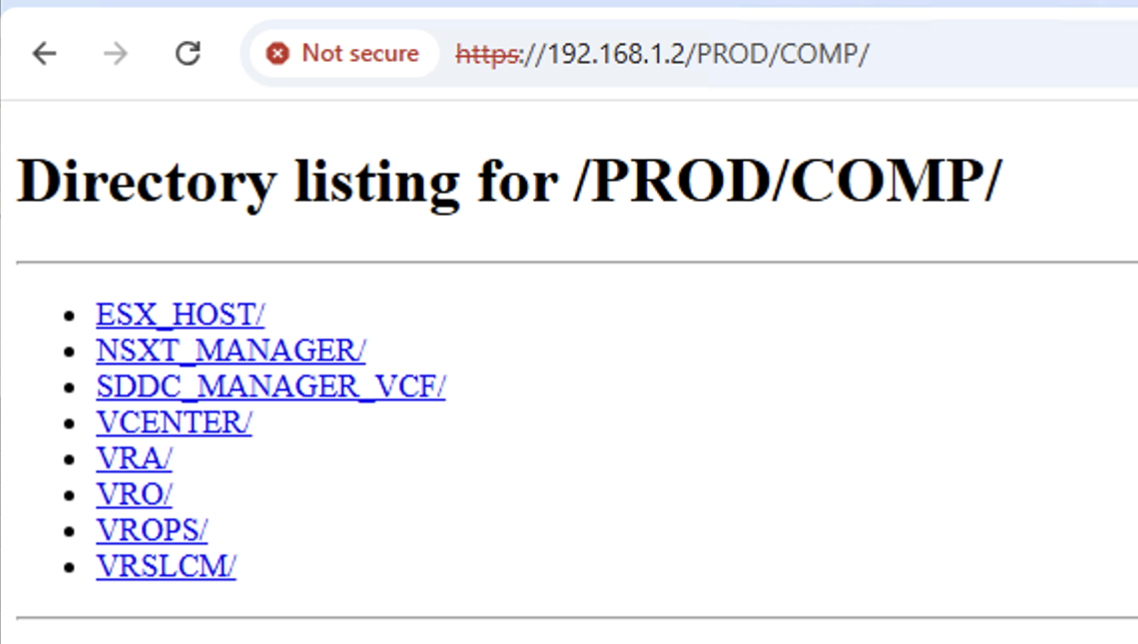 Not secure https://192.168.1.2/PROD/COMP/
Directory listing for /PROD/COMP/
ESX_HOST/
NSXT_MANAGER/
SDDC_MANAGER_VCF/
VCENTER/
VRA/
VRO/
VROPS/
VRSLCM/